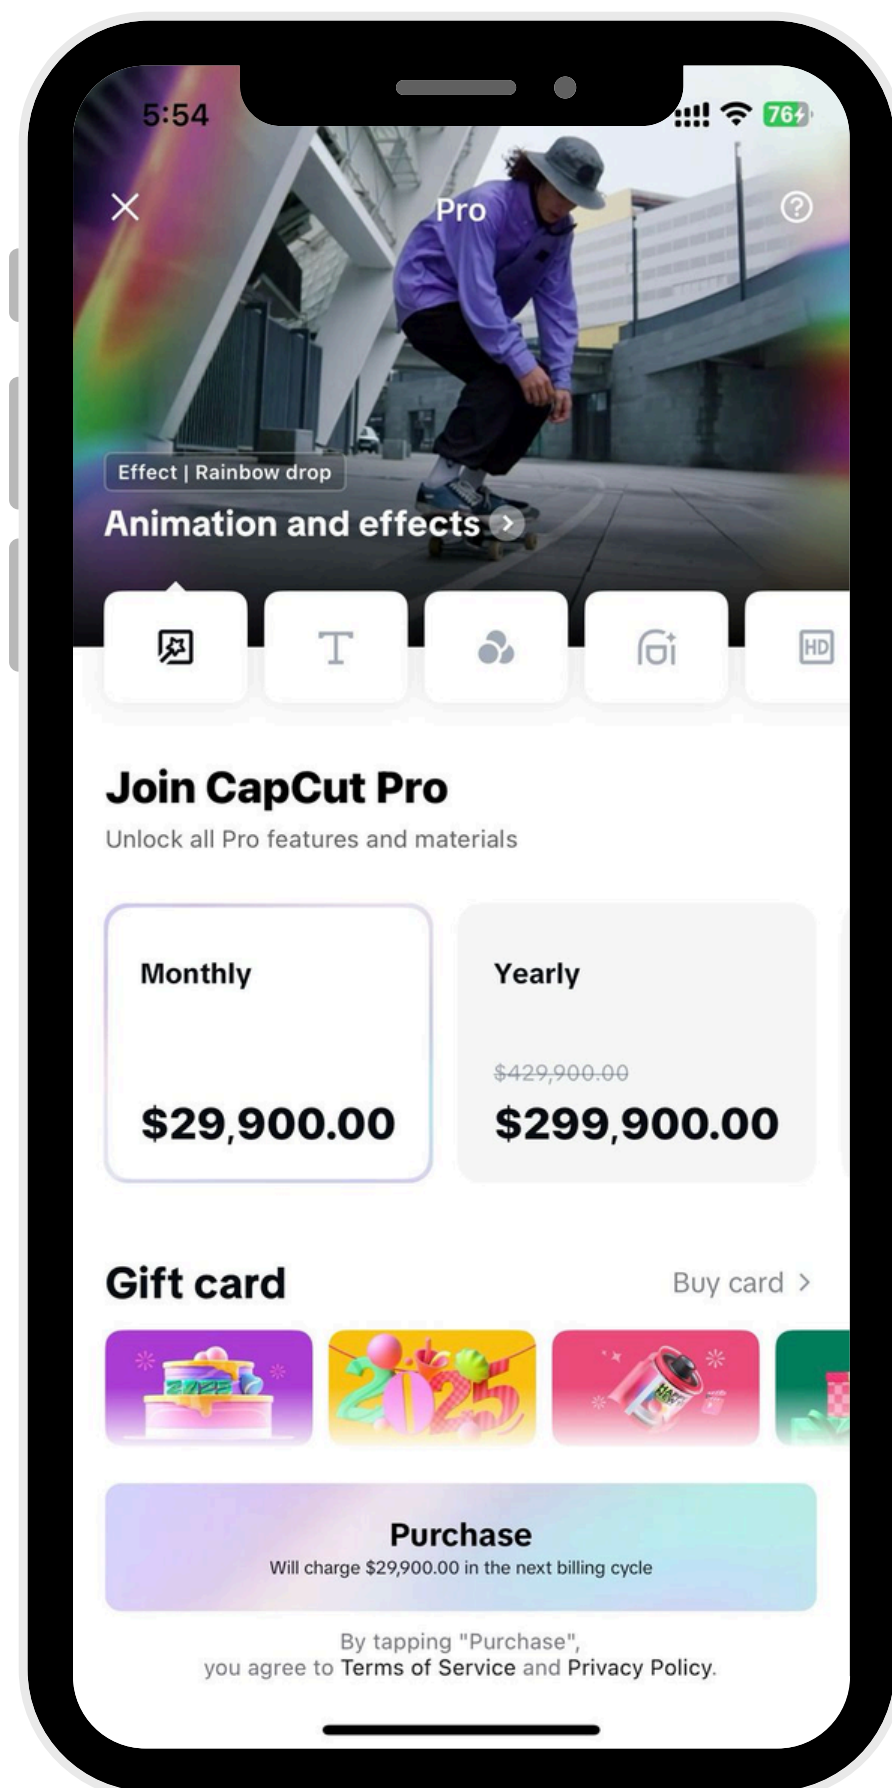 5:54
76
Pro
Effect | Rainbow drop
Animation and effects
HD
Join CapCut Pro
Unlock all Pro features and materials
Monthly
Yearly
$429,900.00
$29,900.00
$299,900.00
Gift card
Buy card
2025
Purchase
Will charge $29,900.00 in the next billing cycle
By tapping "Purchase",
you agree to Terms of Service and Privacy Policy.